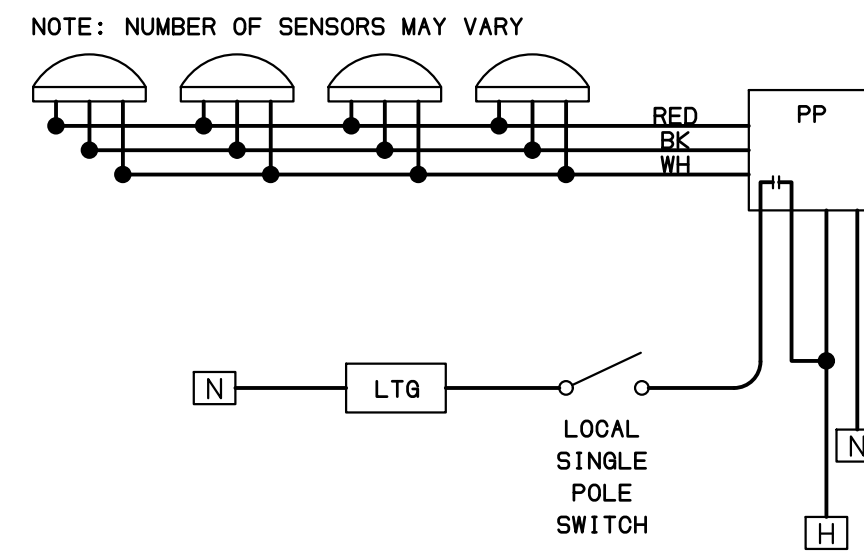 NOTE: NUMBER OF SENSORS MAY VARY
RED
PP
BK
WH
N
LTG
LOCAL
SINGLE
POLE
SWITCH
N
H